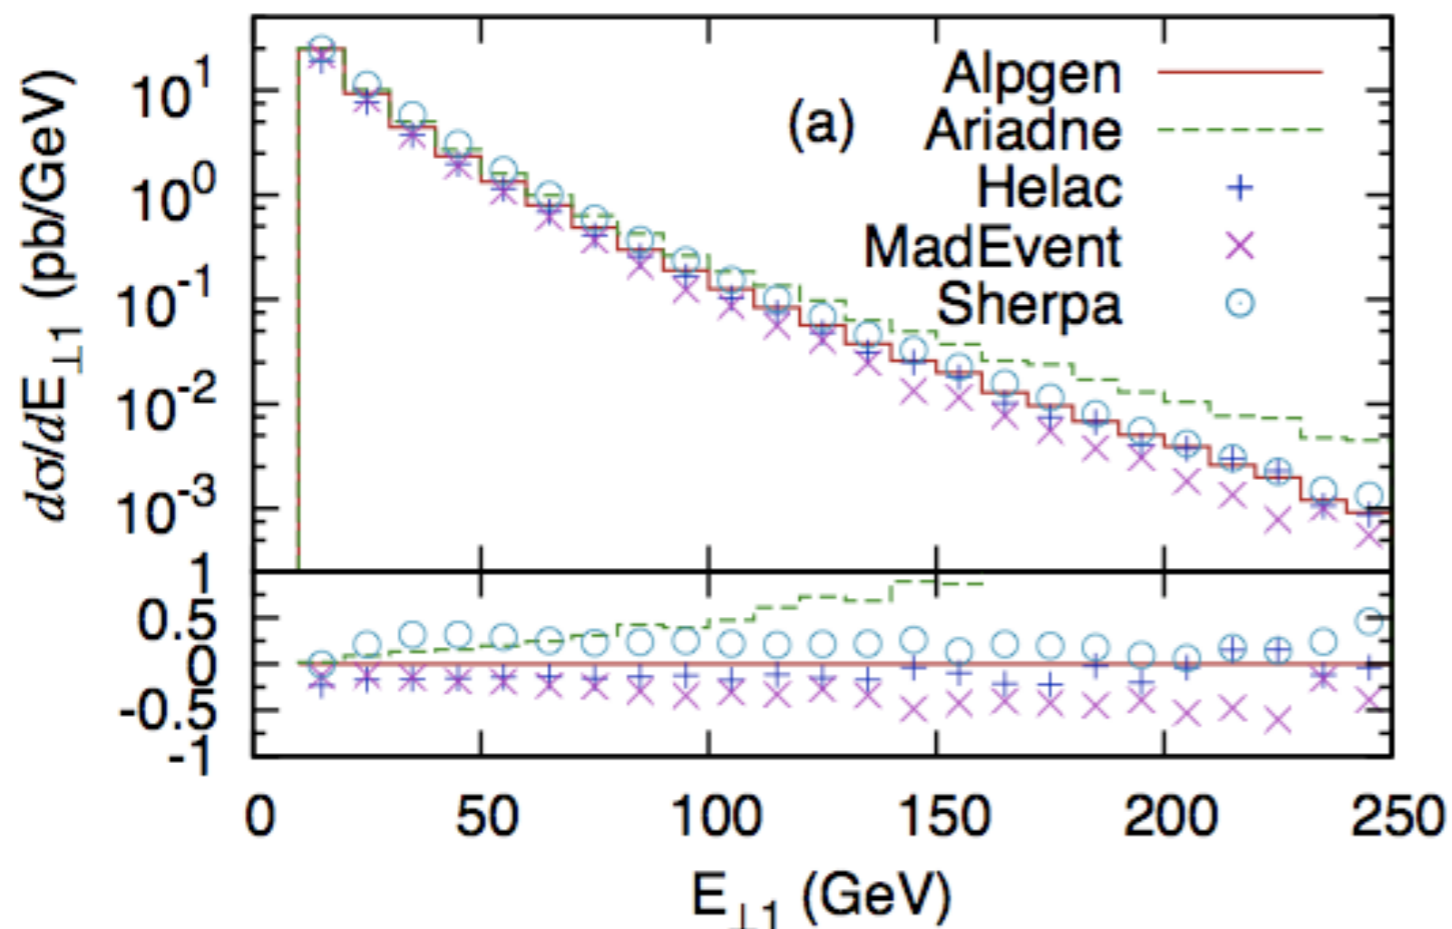 dσ/dE⊥1 (pb/GeV)
10^1
10^0
10^-1
10^-2
10^-3
(a)
Alpgen
Ariadne
Helac
MadEvent
Sherpa
1
0.5
0
-0.5
-1
0 50 100 150 200 250
E⊥1 (GeV)